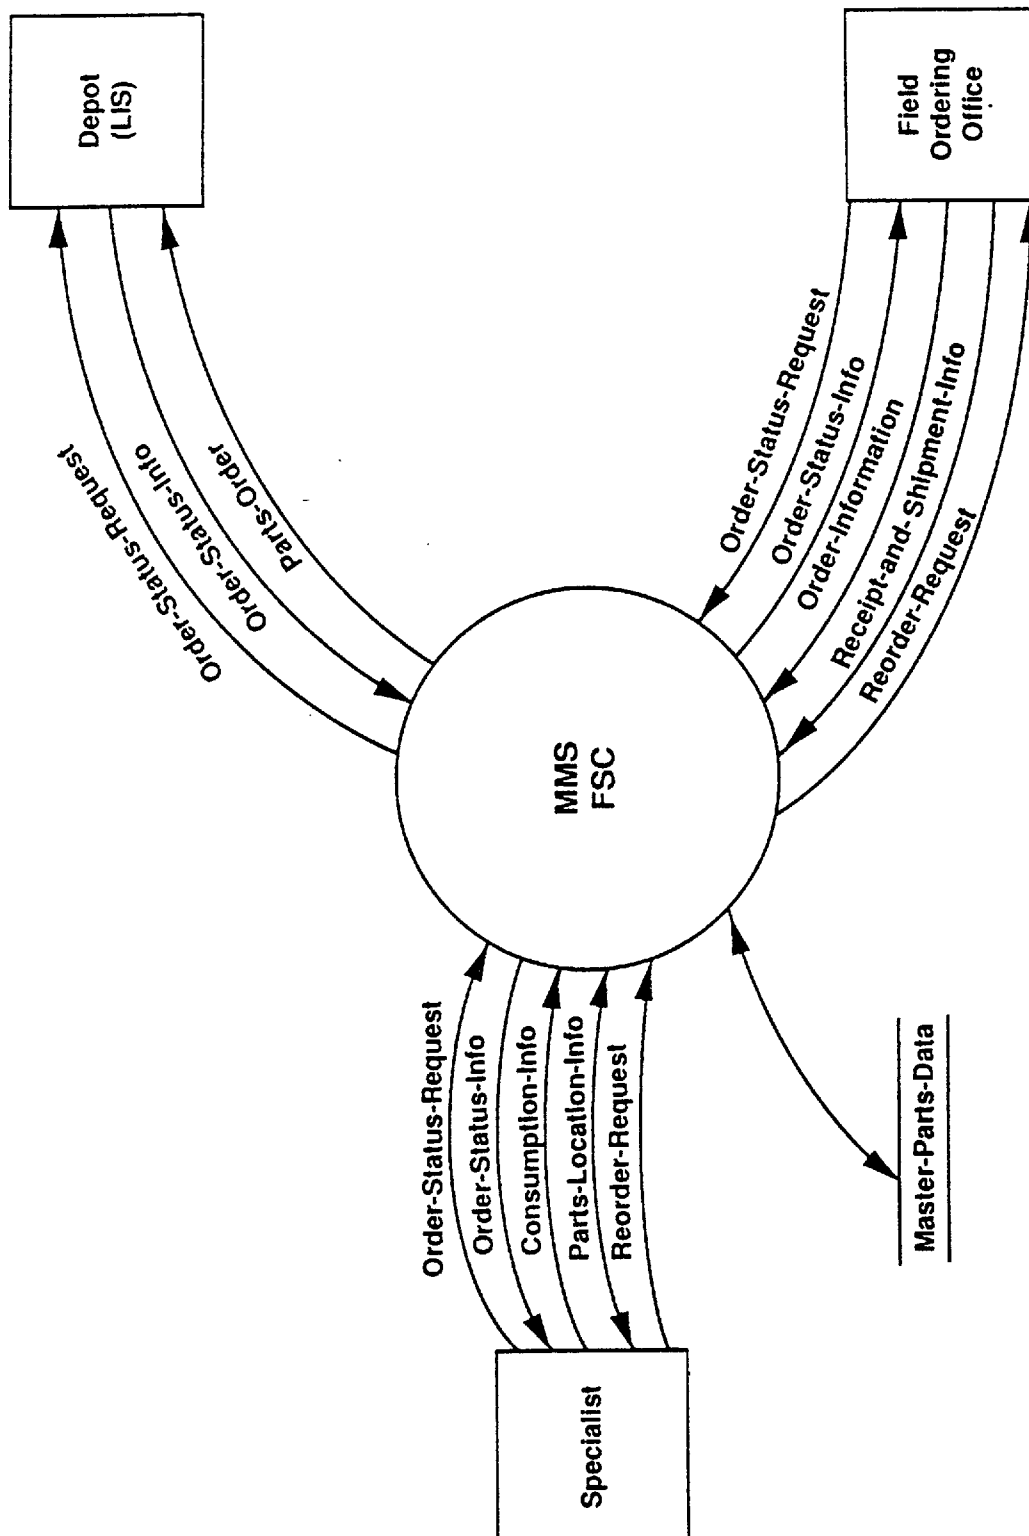 Depot
(LIS)
Order-Status-Request
Order-Status-Info
Parts-Order
Field
Ordering
Office
Order-Status-Request
Order-Status-Info
Order-Information
Receipt-and- Shipment-Info
Reorder-Request
MMS
FSC
Order-Status-Request
Order-Status-Info
Consumption-Info
Parts-Location-Info
Reorder-Request
Specialist
Master-Parts-Data